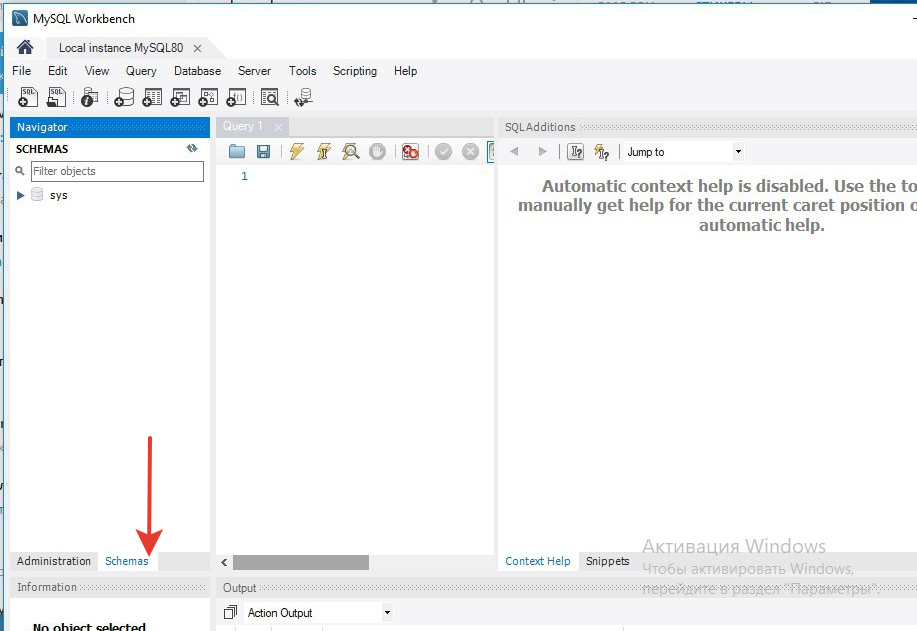 MySQL Workbench
Local instance MySQL80
File Edit View Query Database Server Tools Scripting Help
SQL SQL
Navigator
SCHEMAS
Filter objects
sys
Administration Schemas
Information
No object selected
Query 1
1
SQLAdditions
Jump to
Automatic context help is disabled. Use the to
manually get help for the current caret position o
automatic help.
Context Help Snippets
Output
Action Output
Активация Windows
Чтобы активировать Windows,
перейдите в раздел "Параметры".